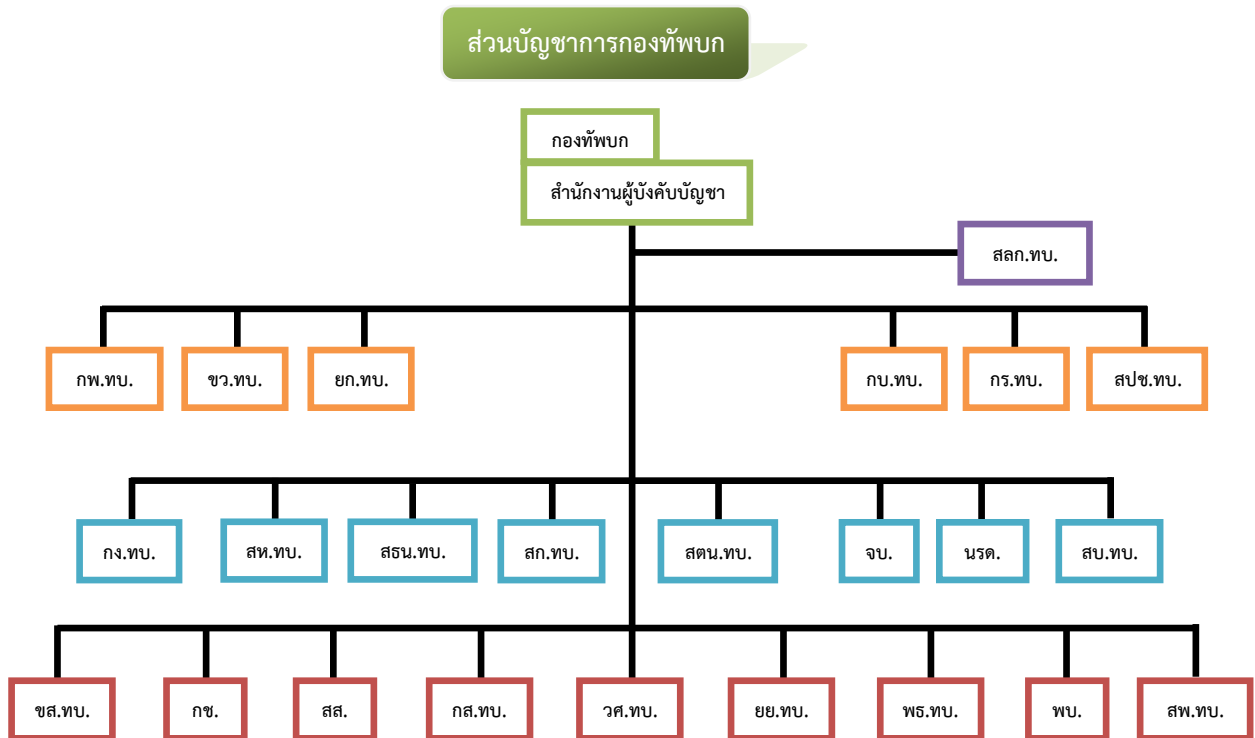 ส่วนบัญชาการกองทัพบก
กองทัพบก
สำนักงานผู้บังคับบัญชา
สลก.ทบ.
กพ.ทบ.
ขว.ทบ.
ยก.ทบ.
กบ.ทบ.
กร.ทบ.
สปช.ทบ.
กง.ทบ.
สห.ทบ.
สธน.ทบ.
สก.ทบ.
สตน.ทบ.
จบ.
นรด.
สบ.ทบ.
ขส.ทบ.
กช.
สส.
กส.ทบ.
วศ.ทบ.
ยย.ทบ.
พธ.ทบ.
พบ.
สพ.ทบ.